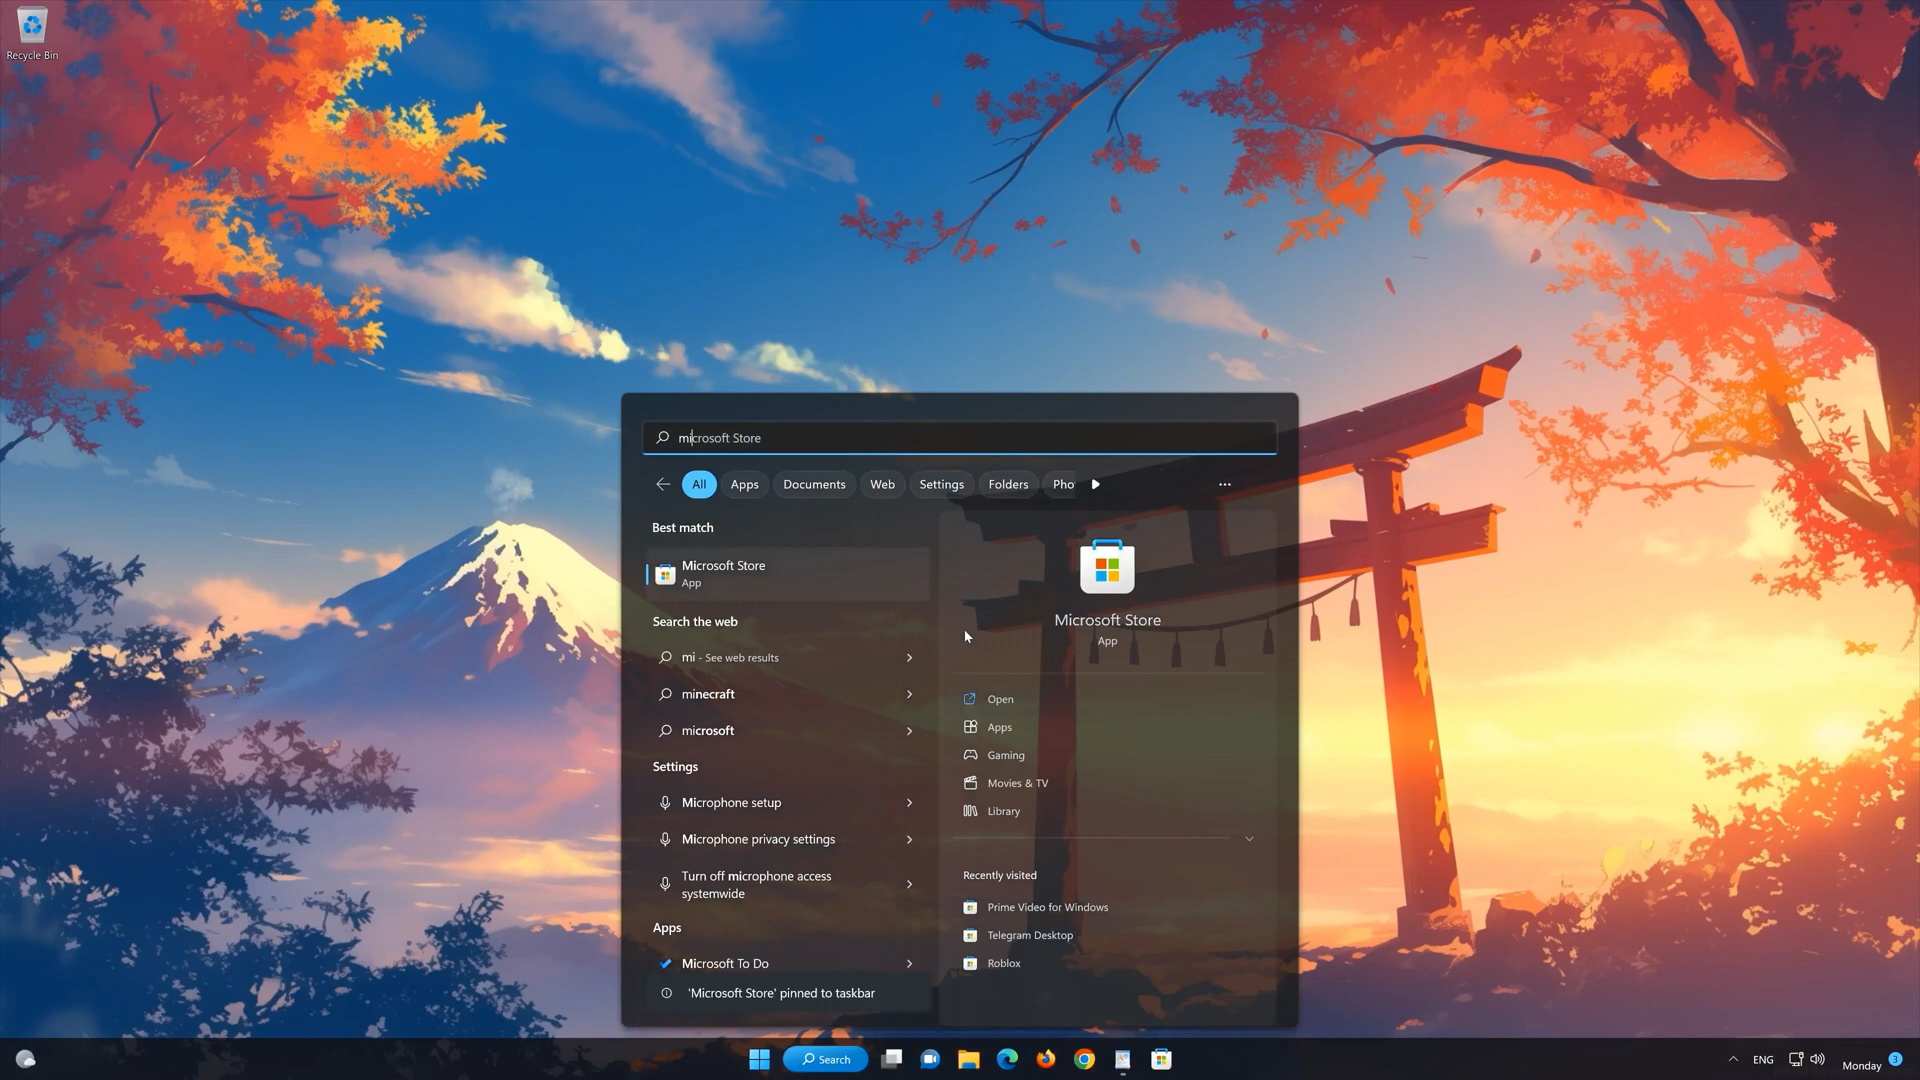 Recycle Bin
microsoft Store
All Apps Documents Web Settings Folders Pho
Best match
Microsoft Store
App
Search the web
mi - See web results
minecraft
microsoft
Settings
Microphone setup
Microphone privacy settings
Turn off microphone access
systemwide
Apps
Microsoft To Do
'Microsoft Store' pinned to taskbar
Microsoft Store
App
Open
Apps
Gaming
Movies & TV
Library
Recently visited
Prime Video for Windows
Telegram Desktop
Roblox
Search
ENG
Monday 3